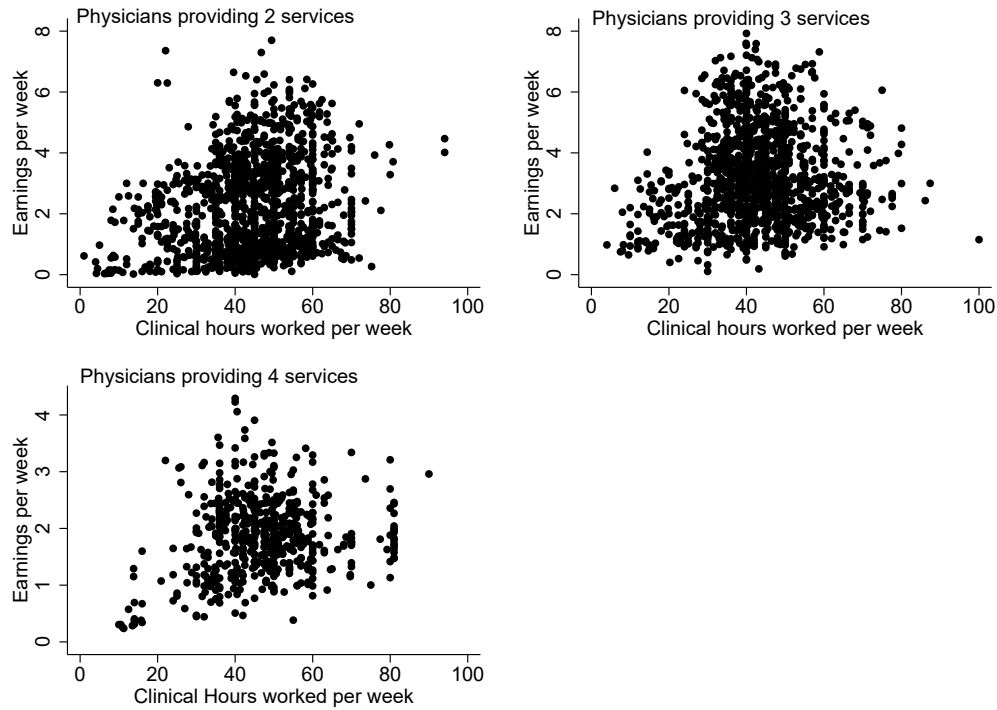 Physicians providing 2 services
Earnings per week
8
6
4
2
0
0 20 40 60 80 100
Clinical hours worked per week
Physicians providing 3 services
Earnings per week
8
6
4
2
0
0 20 40 60 80 100
Clinical hours worked per week
Physicians providing 4 services
Earnings per week
4
3
2
1
0
0 20 40 60 80 100
Clinical Hours worked per week